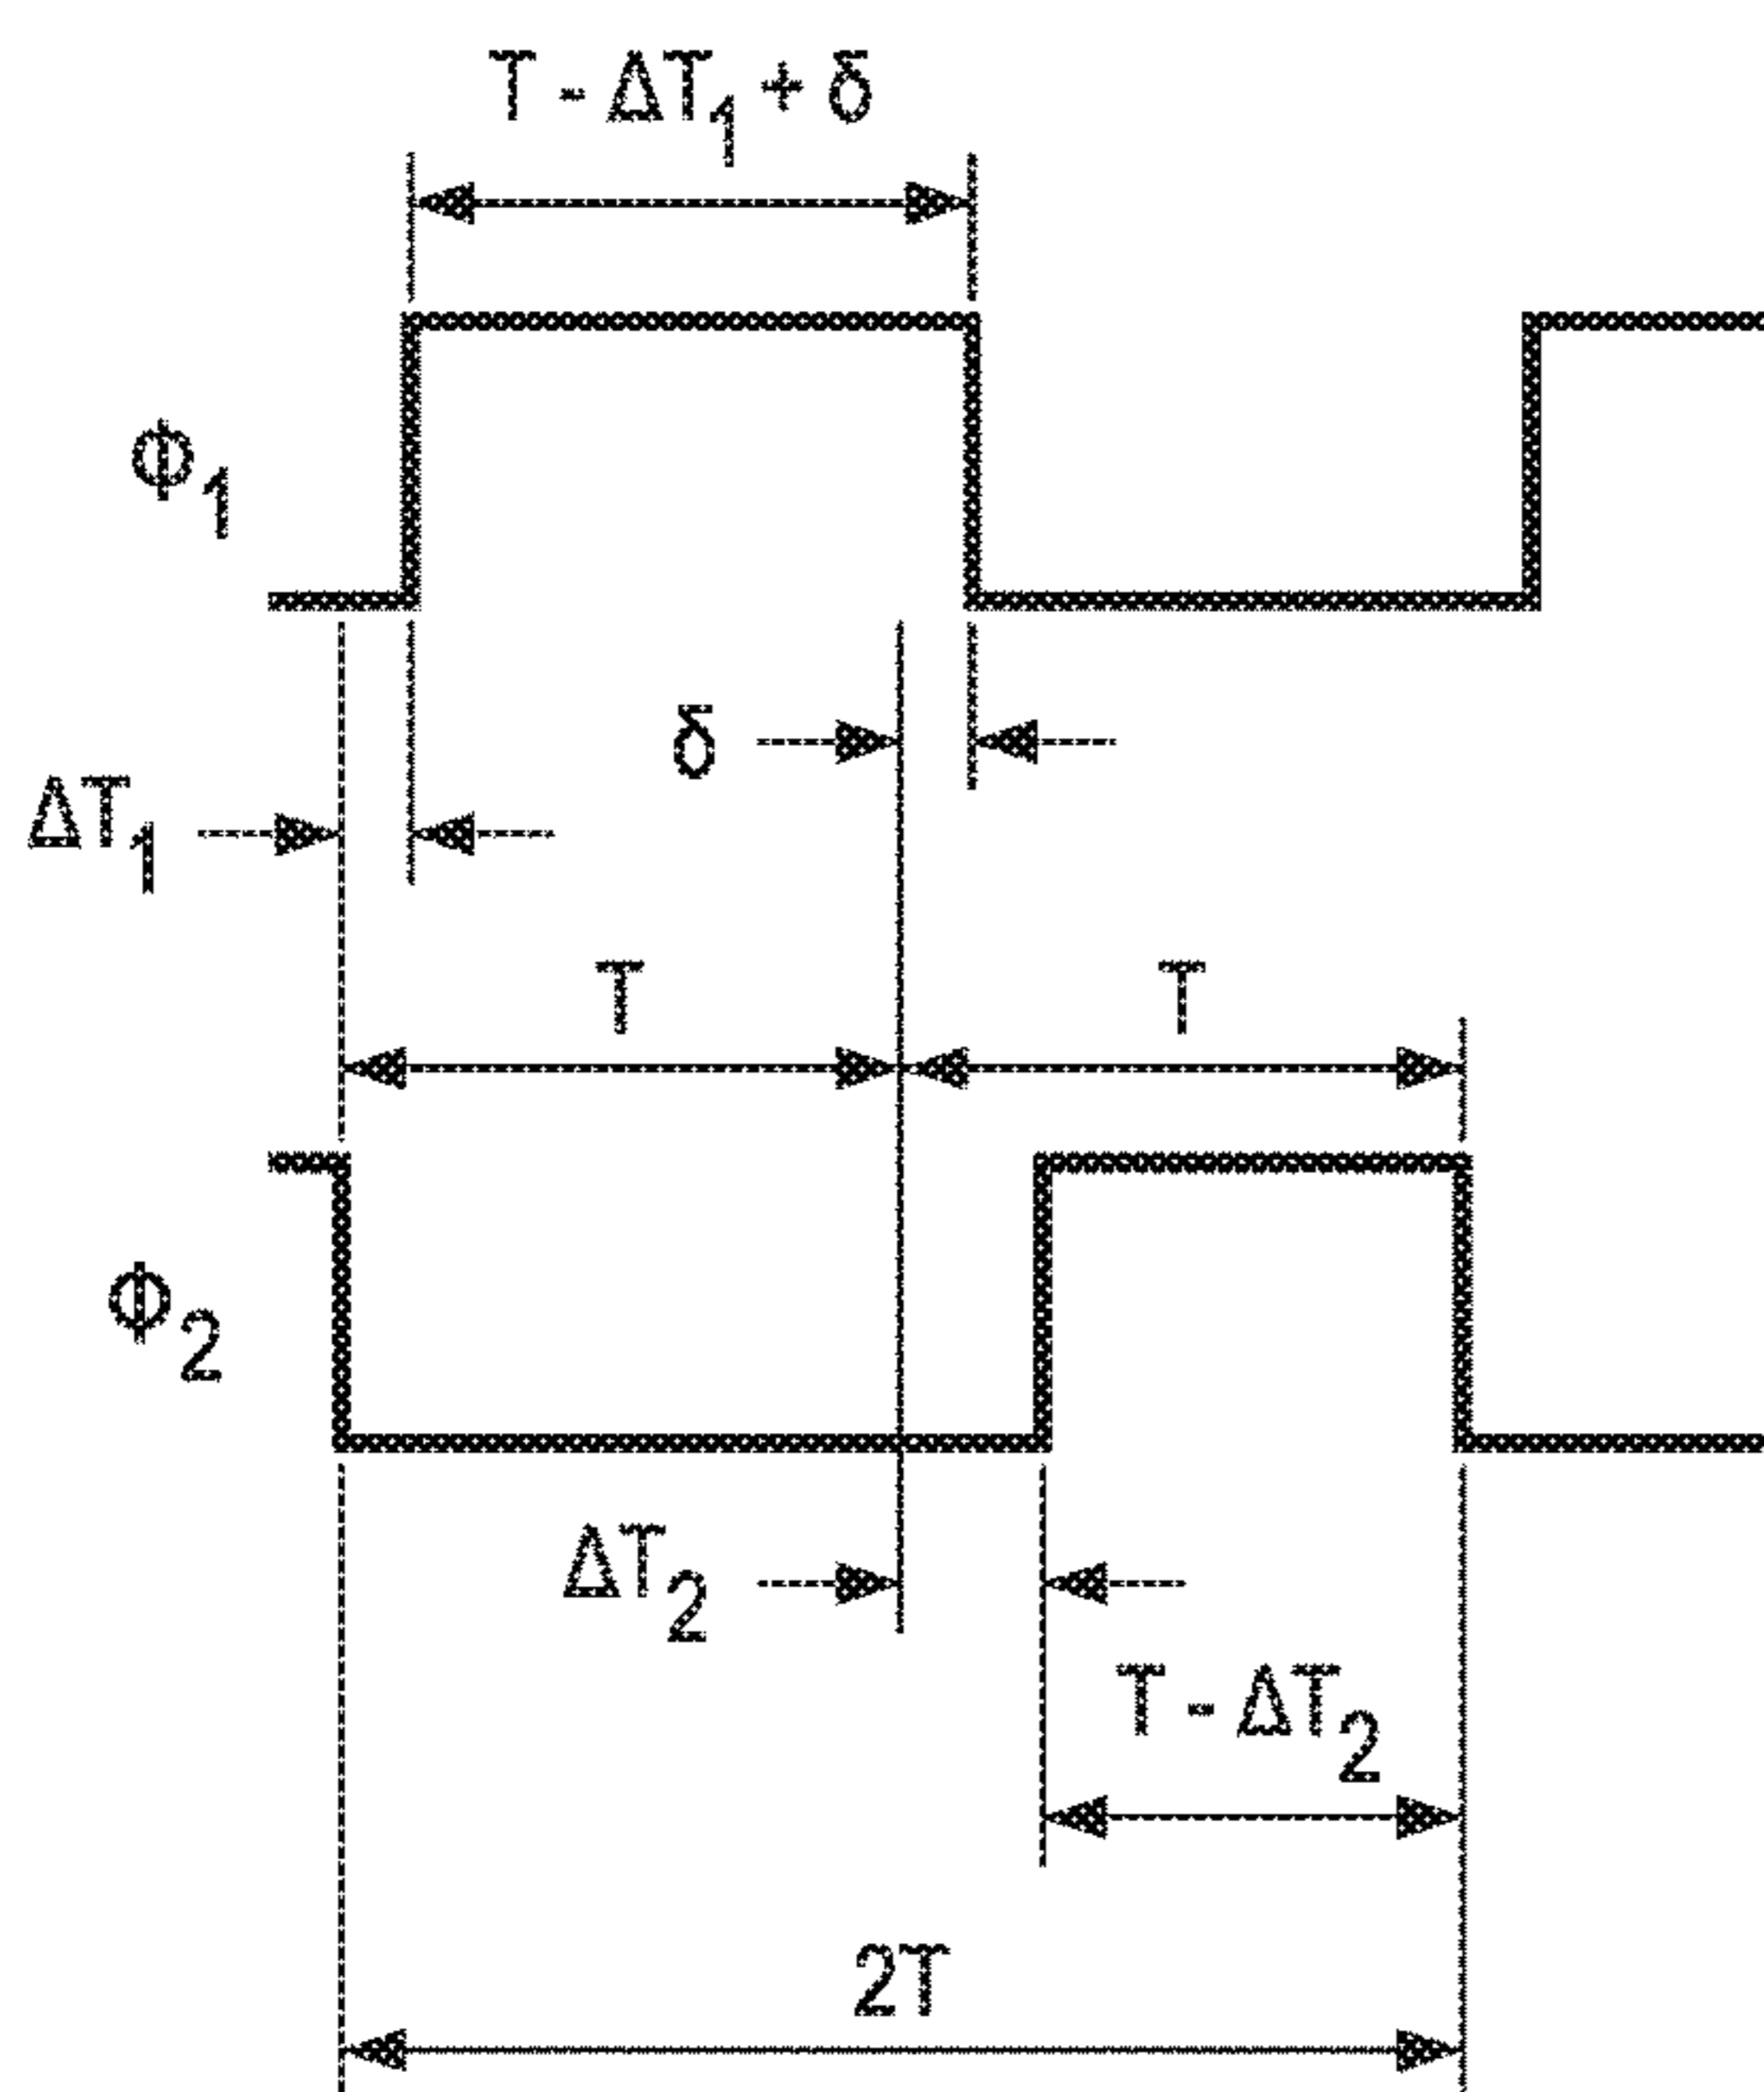 T - ΔT₁ + δ
Φ₁
δ
ΔT₁
T T
Φ₂
ΔT₂
T - ΔT₂
2T